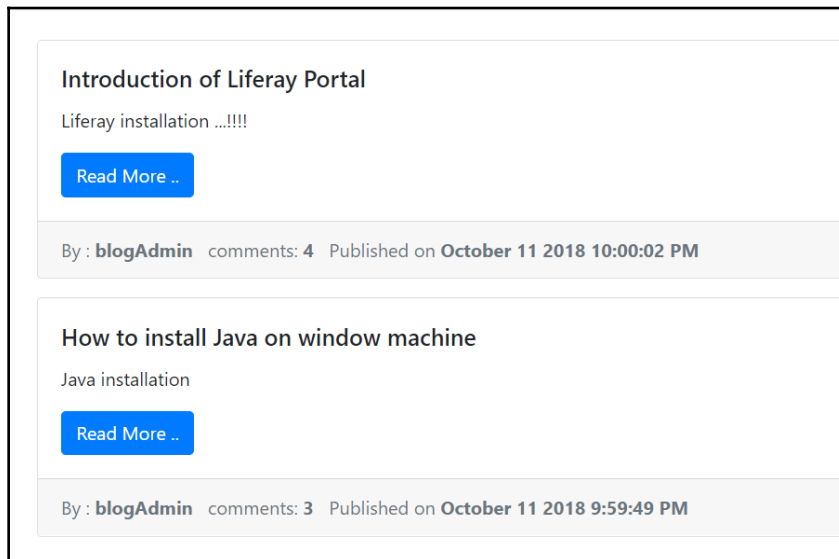 Introduction of Liferay Portal
Liferay installation ...!!!!
Read More ..
By : blogAdmin comments: 4 Published on October 11 2018 10:00:02 PM
How to install Java on window machine
Java installation
Read More ..
By : blogAdmin comments: 3 Published on October 11 2018 9:59:49 PM